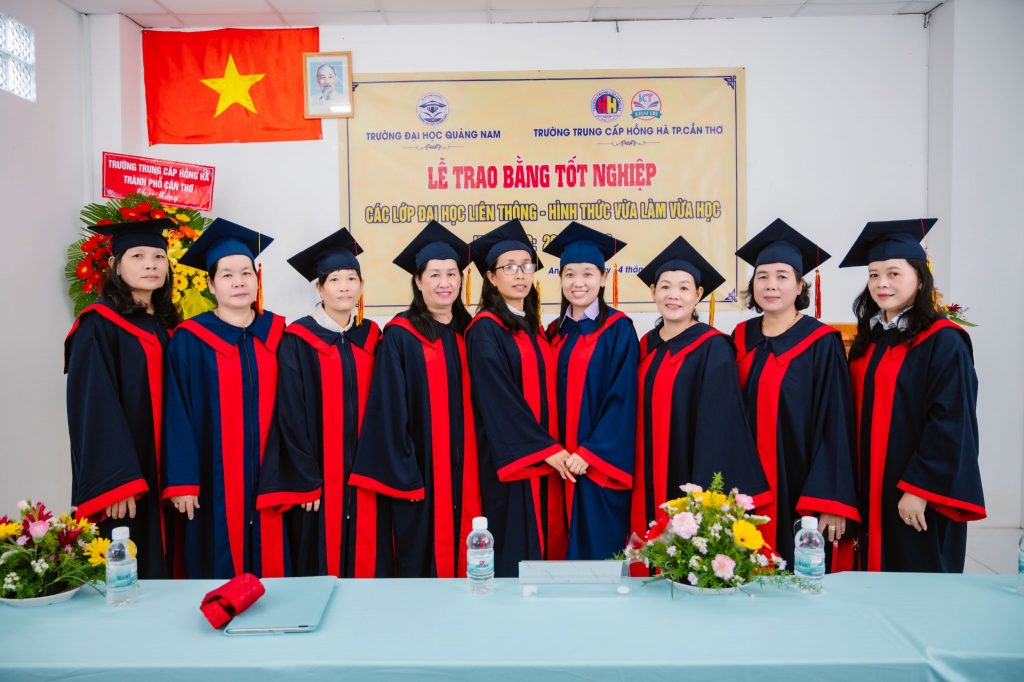 TRƯỜNG ĐẠI HỌC QUẢNG NAM
TRƯỜNG TRUNG CẤP HỒNG HÀ TP.CẦN THƠ
LỄ TRAO BẰNG TỐT NGHIỆP
CÁC LỚP ĐẠI HỌC LIÊN THÔNG - HÌNH THỨC VỪA LÀM VỪA HỌC
TRƯỜNG TRUNG CẤP HỒNG HÀ
THÀNH PHỐ CẦN THƠ
Chúc Mừng